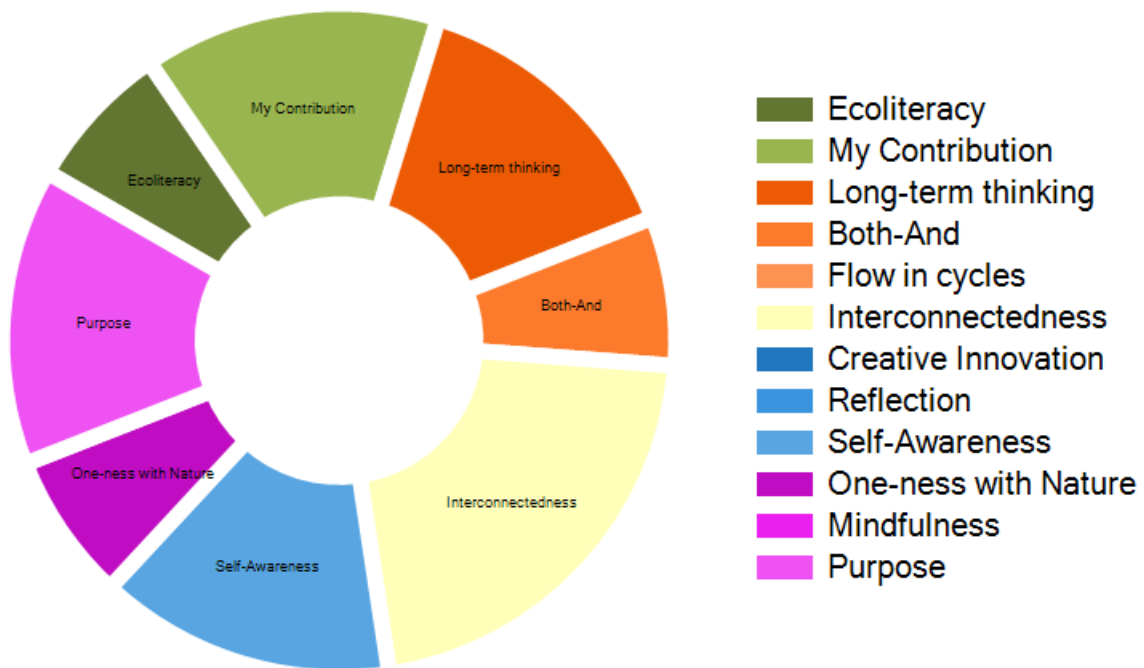 My Contribution
Long-term thinking
Ecoliteracy
Both-And
Purpose
One-ness with Nature
Interconnectedness
Self-Awareness
Ecoliteracy
My Contribution
Long-term thinking
Both-And
Flow in cycles
Interconnectedness
Creative Innovation
Reflection
Self-Awareness
One-ness with Nature
Mindfulness
Purpose